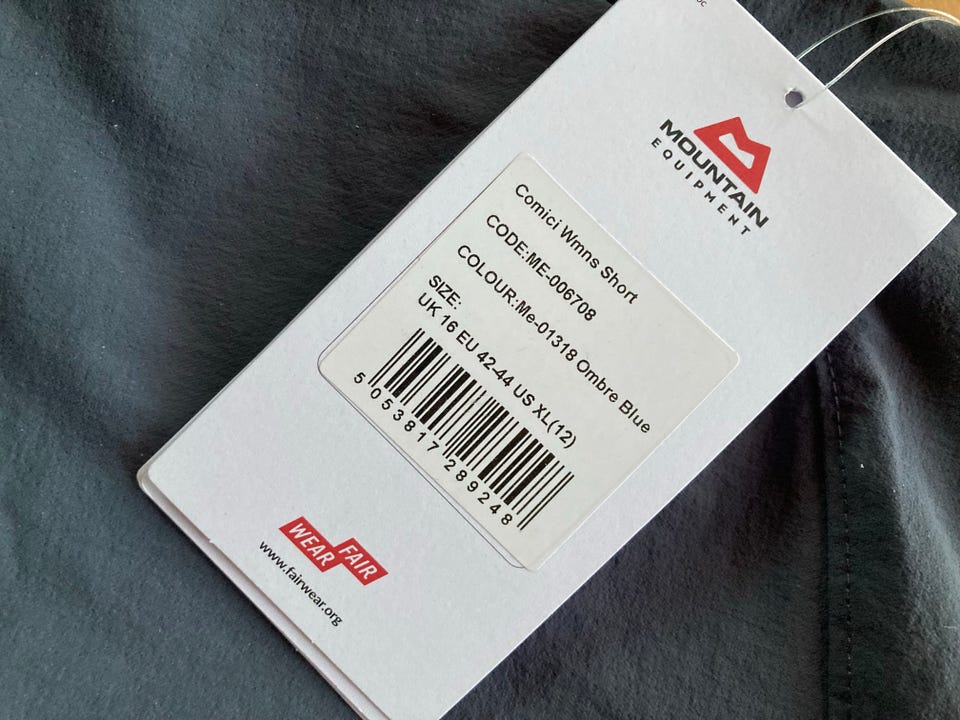 MOUNTAIN
EQUIPMENT
Comici Wmns Short
CODE:ME-006708
COLOUR:Me-01318 Ombre Blue
SIZE:
UK 16 EU 42-44 US XL(12)
5 053817 289248
WEAR FAIR
www.fairwear.org